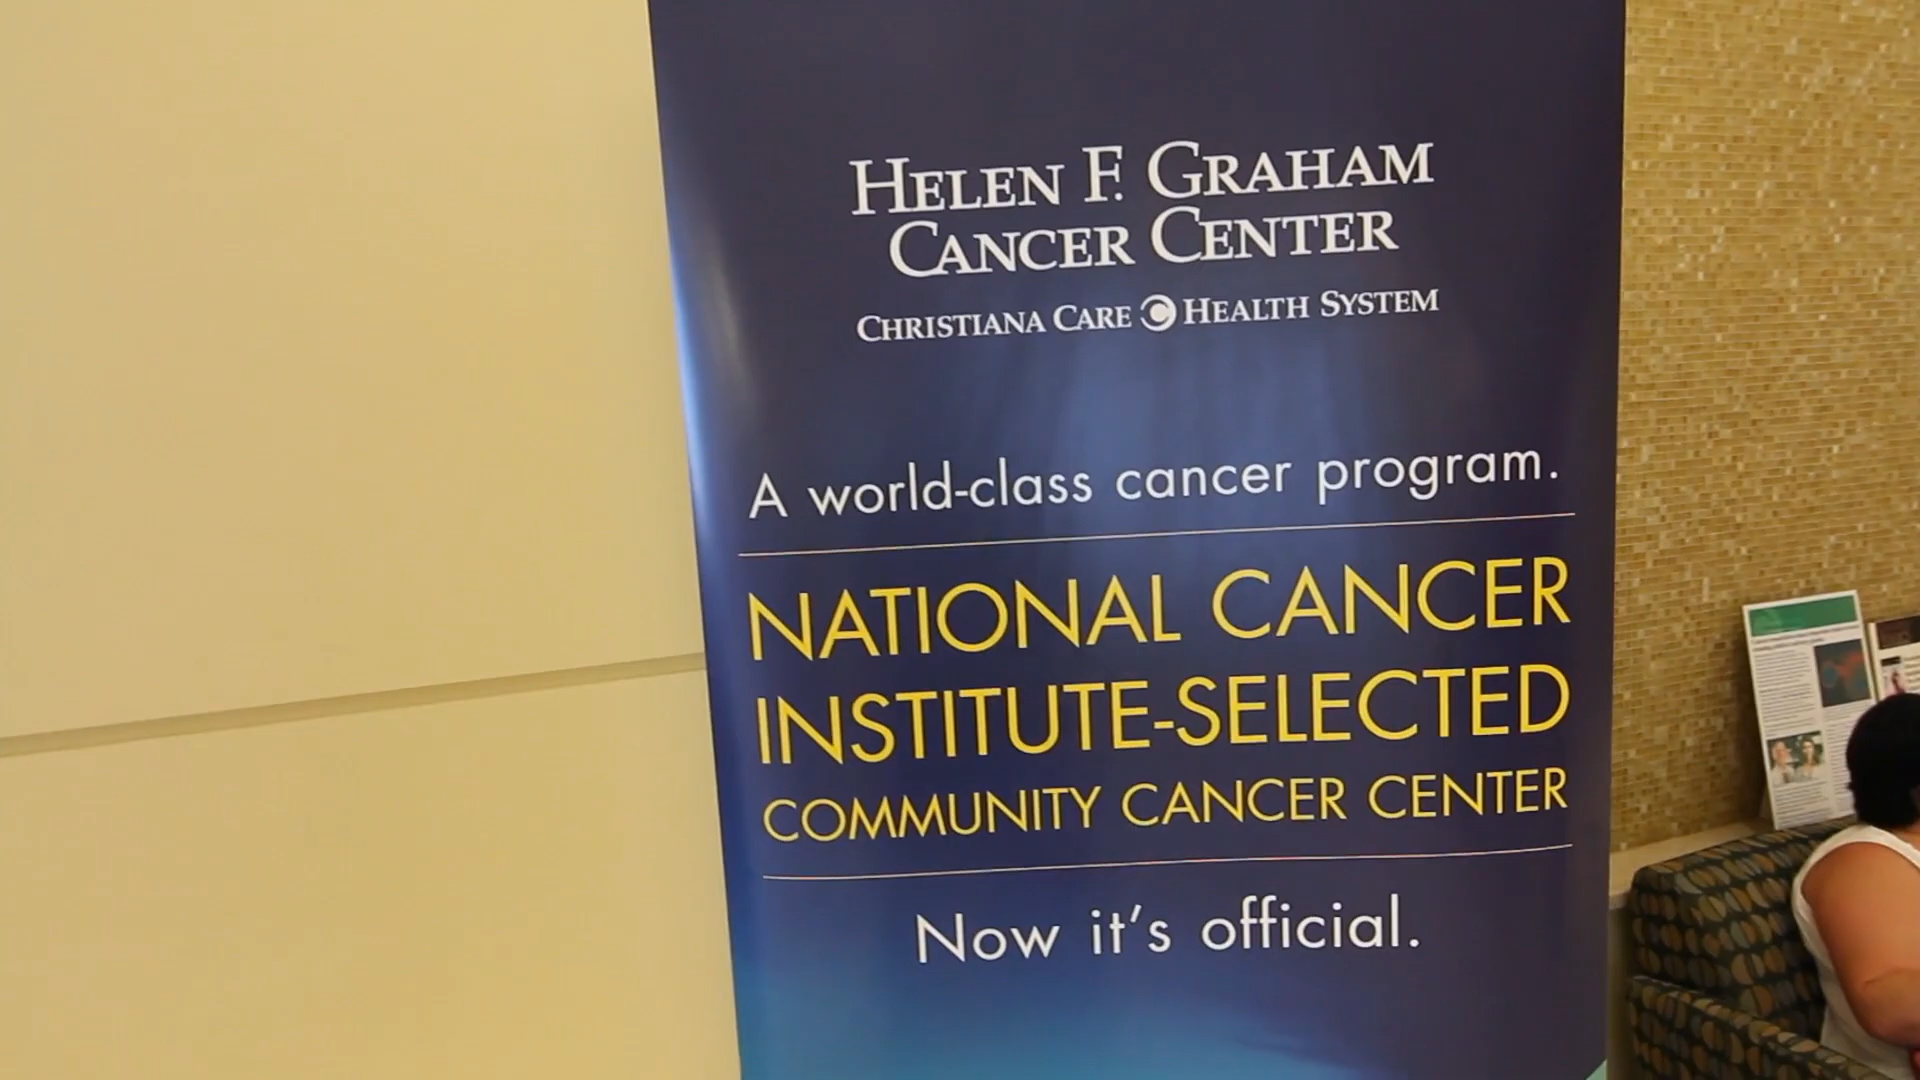 HELEN F. GRAHAM
CANCER CENTER
CHRISTIANA CARE HEALTH SYSTEM
A world-class cancer program.
NATIONAL CANCER
INSTITUTE-SELECTED
COMMUNITY CANCER CENTER
Now it's official.